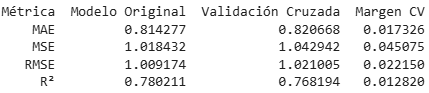 Métrica Modelo Original Validación Cruzada Margen CV
MAE 0.814277 0.820668 0.017326
MSE 1.018432 1.042942 0.045075
RMSE 1.009174 1.021005 0.022150
R² 0.780211 0.768194 0.012820